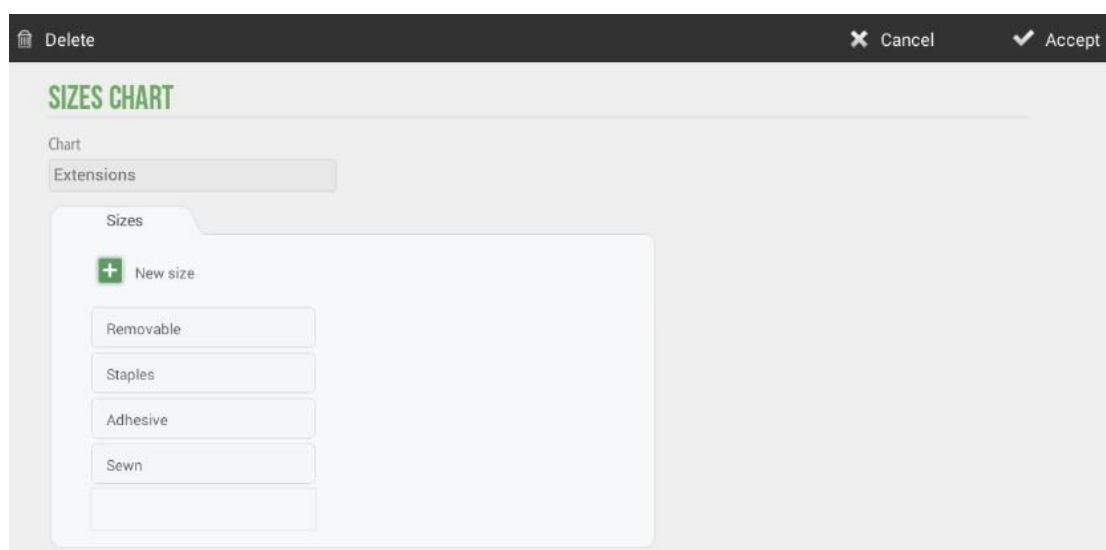 Delete Cancel Accept
SIZES CHART
Chart
Extensions
Sizes
New size
Removable
Staples
Adhesive
Sewn